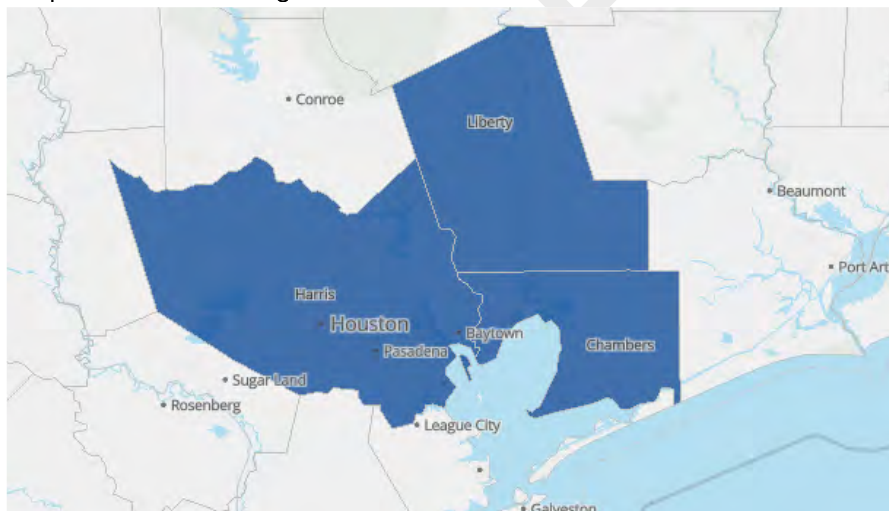 Conroe
Liberty
Beaumont
Port Art
Harris
Houston
Baytown
Pasadena
Chambers
Sugar Land
Rosenberg
League City
Galveston